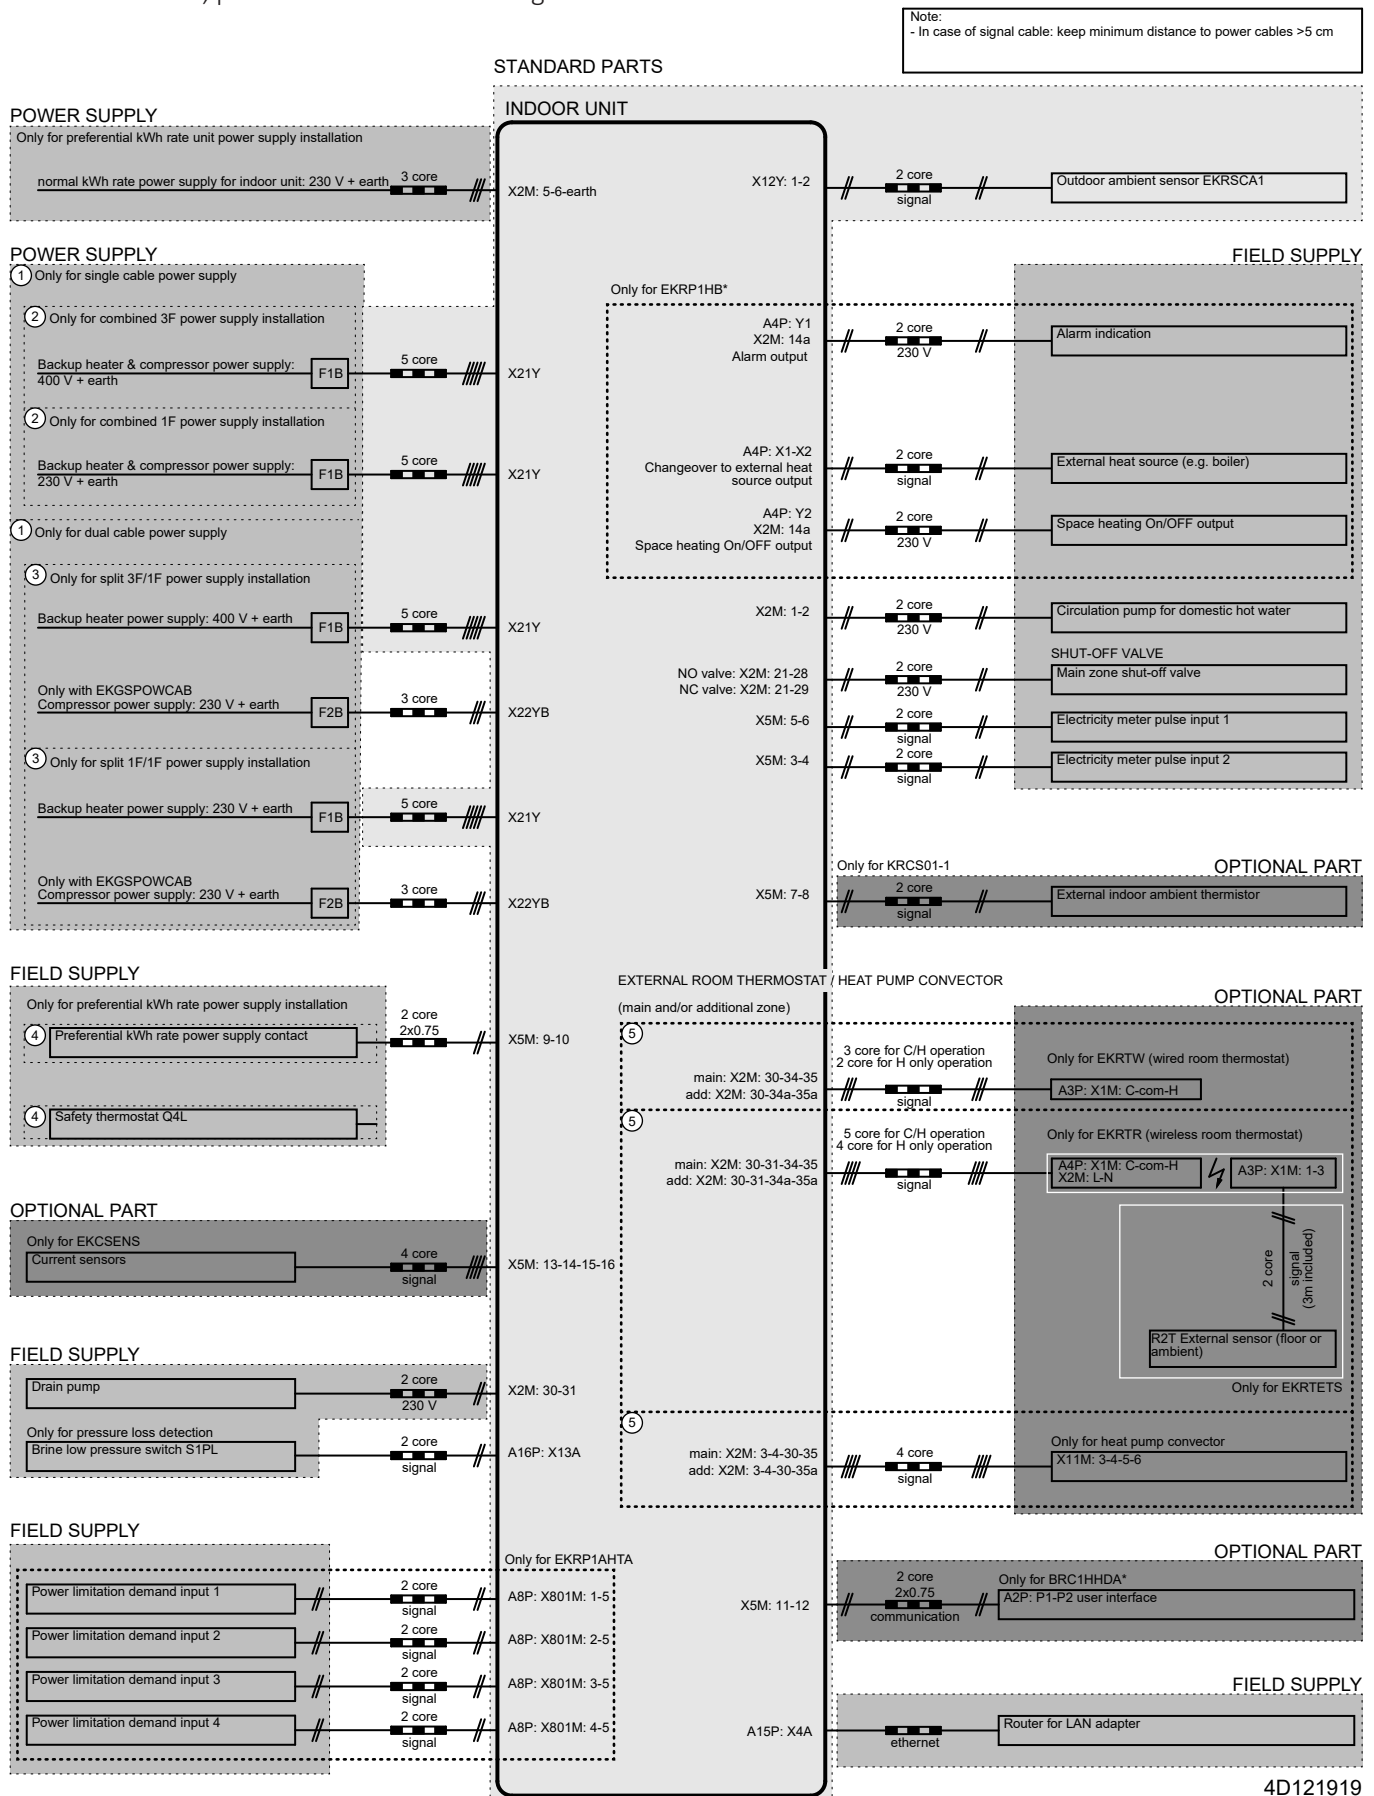 Note:
- In case of signal cable: keep minimum distance to power cables >5 cm
STANDARD PARTS
INDOOR UNIT
POWER SUPPLY
Only for preferential kWh rate unit power supply installation
normal kWh rate power supply for indoor unit: 230 V + earth
3 core
X2M: 5-6-earth
X12Y: 1-2
2 core
signal
Outdoor ambient sensor EKRSCA1
POWER SUPPLY
1 Only for single cable power supply
2 Only for combined 3F power supply installation
Backup heater & compressor power supply:
400 V + earth
F1B
5 core
X21Y
2 Only for combined 1F power supply installation
Backup heater & compressor power supply:
230 V + earth
F1B
5 core
X21Y
1 Only for dual cable power supply
3 Only for split 3F/1F power supply installation
Backup heater power supply: 400 V + earth
F1B
5 core
X21Y
Only with EKGSPOWCAB
Compressor power supply: 230 V + earth
F2B
3 core
X22YB
3 Only for split 1F/1F power supply installation
Backup heater power supply: 230 V + earth
F1B
5 core
X21Y
Only with EKGSPOWCAB
Compressor power supply: 230 V + earth
F2B
3 core
X22YB
FIELD SUPPLY
Only for EKRP1HB*
A4P: Y1
X2M: 14a
Alarm output
2 core
230 V
Alarm indication
A4P: X1-X2
Changeover to external heat
source output
2 core
signal
External heat source (e.g. boiler)
A4P: Y2
X2M: 14a
Space heating On/OFF output
2 core
230 V
Space heating On/OFF output
X2M: 1-2
2 core
230 V
Circulation pump for domestic hot water
SHUT-OFF VALVE
NO valve: X2M: 21-28
NC valve: X2M: 21-29
2 core
230 V
Main zone shut-off valve
X5M: 5-6
2 core
signal
Electricity meter pulse input 1
X5M: 3-4
2 core
signal
Electricity meter pulse input 2
Only for KRCS01-1
OPTIONAL PART
X5M: 7-8
2 core
signal
External indoor ambient thermistor
FIELD SUPPLY
Only for preferential kWh rate power supply installation
4 Preferential kWh rate power supply contact
2 core
2x0.75
X5M: 9-10
4 Safety thermostat Q4L
EXTERNAL ROOM THERMOSTAT / HEAT PUMP CONVECTOR
(main and/or additional zone)
OPTIONAL PART
5
main: X2M: 30-34-35
add: X2M: 30-34a-35a
3 core for C/H operation
2 core for H only operation
signal
Only for EKRTW (wired room thermostat)
A3P: X1M: C-com-H
5
main: X2M: 30-31-34-35
add: X2M: 30-31-34a-35a
5 core for C/H operation
4 core for H only operation
signal
Only for EKRTR (wireless room thermostat)
A4P: X1M: C-com-H
X2M: L-N
A3P: X1M: 1-3
2 core
signal
(3m included)
R2T External sensor (floor or
ambient)
Only for EKRTETS
5
main: X2M: 3-4-30-35
add: X2M: 3-4-30-35a
4 core
signal
Only for heat pump convector
X11M: 3-4-5-6
OPTIONAL PART
Only for EKCSENS
Current sensors
4 core
signal
X5M: 13-14-15-16
FIELD SUPPLY
Drain pump
2 core
230 V
X2M: 30-31
Only for pressure loss detection
Brine low pressure switch S1PL
2 core
signal
A16P: X13A
FIELD SUPPLY
Only for EKRP1AHTA
Power limitation demand input 1
2 core
signal
A8P: X801M: 1-5
Power limitation demand input 2
2 core
signal
A8P: X801M: 2-5
Power limitation demand input 3
2 core
signal
A8P: X801M: 3-5
Power limitation demand input 4
2 core
signal
A8P: X801M: 4-5
OPTIONAL PART
X5M: 11-12
2 core
2x0.75
communication
Only for BRC1HHDA*
A2P: P1-P2 user interface
FIELD SUPPLY
A15P: X4A
ethernet
Router for LAN adapter
4D121919